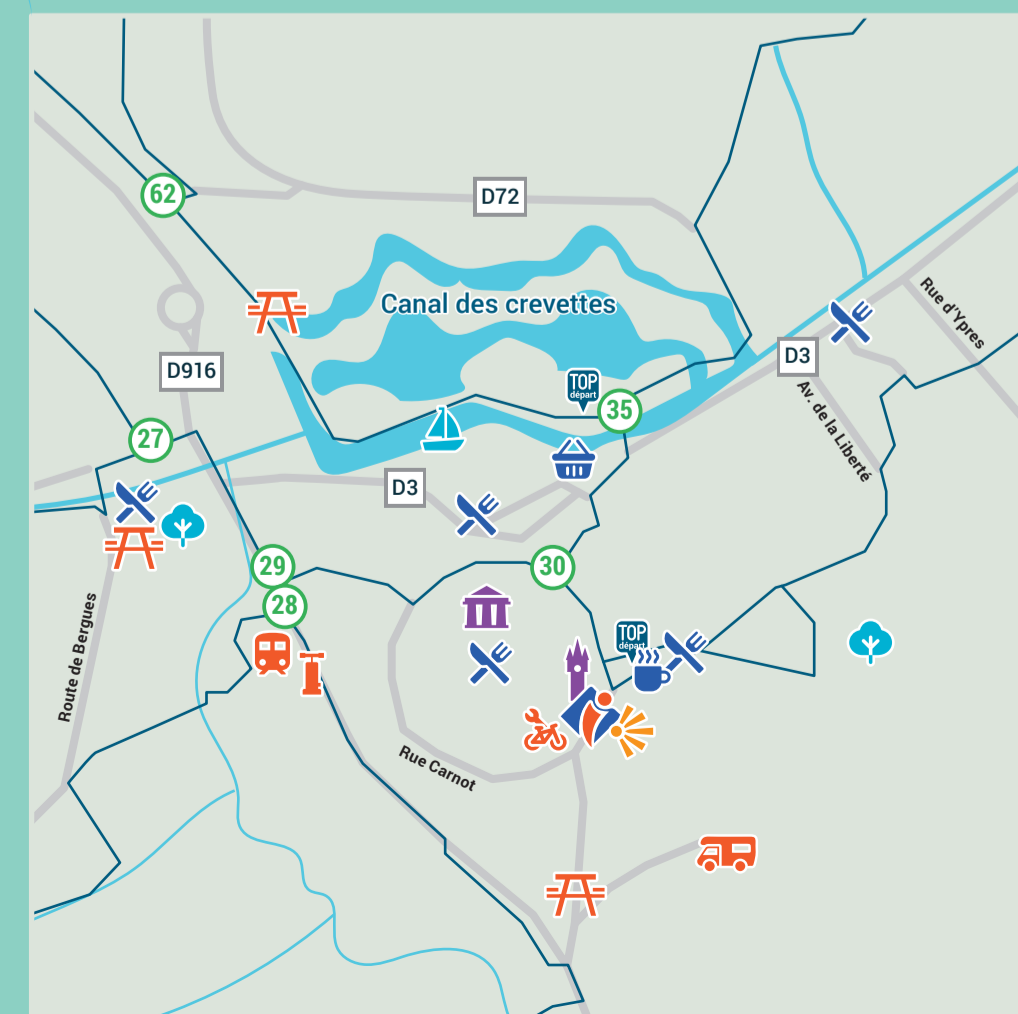 62
D72
Canal des crevettes
Rue d'Ypres
D3
D916
TOP
départ
35
Av. de la Liberté
27
D3
29
30
28
TOP
départ
Route de Bergues
Rue Carnot